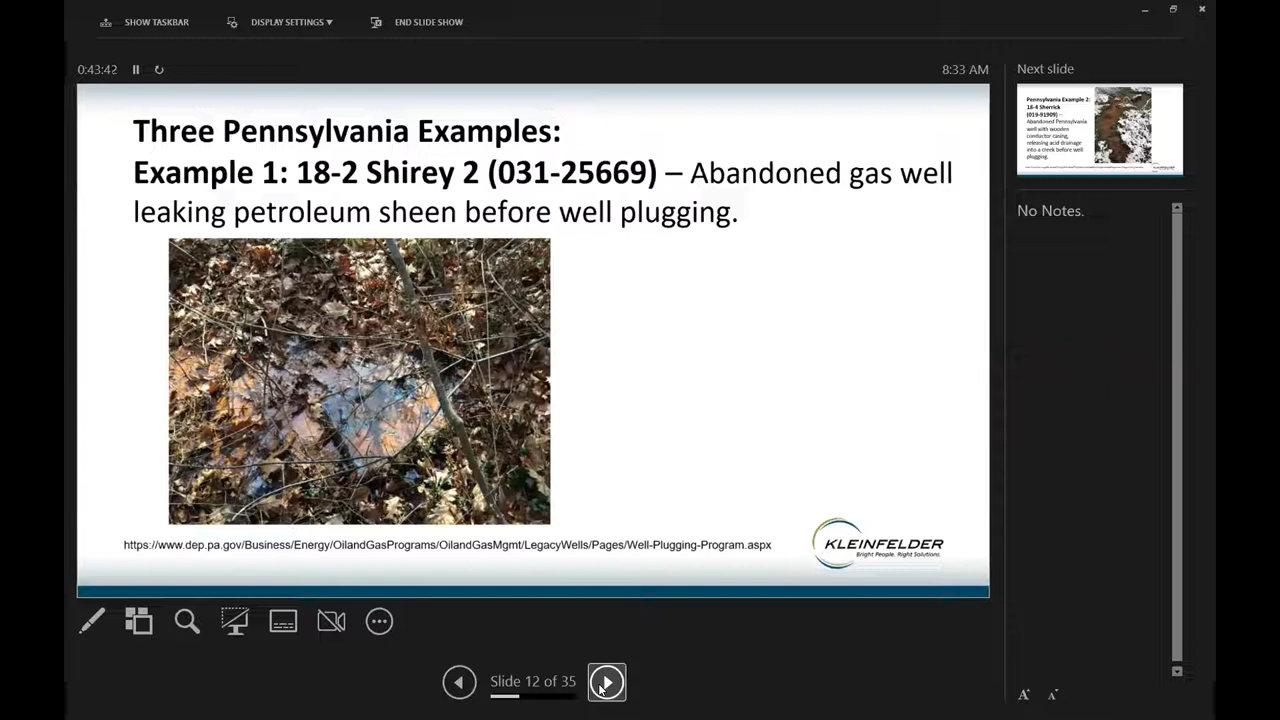 SHOW TASKBAR
DISPLAY SETTINGS ▼
END SLIDE SHOW
0:43:42
8:33 AM
Three Pennsylvania Examples:
Example 1: 18-2 Shirey 2 (031-25669) – Abandoned gas well
leaking petroleum sheen before well plugging.
https://www.dep.pa.gov/Business/Energy/OilandGasPrograms/OilandGasMgmt/LegacyWells/Pages/Well-Plugging-Program.aspx
KLEINFELDER
Bright People. Right Solutions.
Slide 12 of 35
Next slide
Pennsylvania Example 2:
18-8 Sherrick
(019-91909) –
Abandoned Pennsylvania
well with wooden
conductor casing,
releasing acid drainage
into a creek before well
plugging.
No Notes.
A A